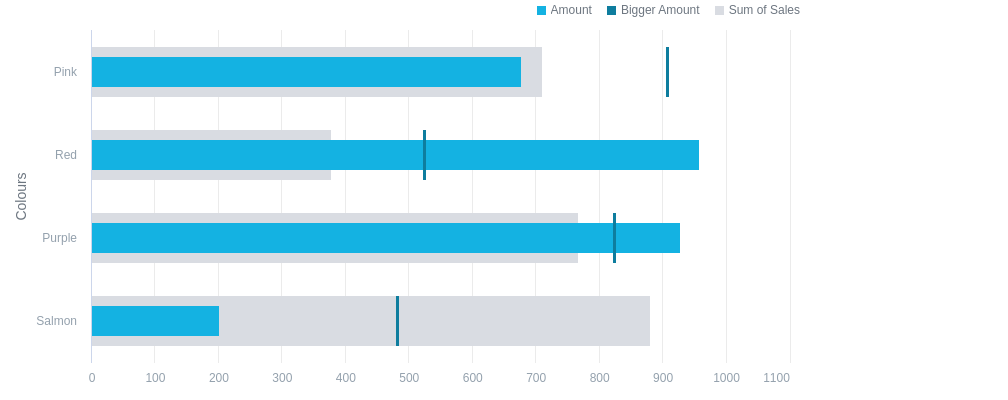 Amount Bigger Amount Sum of Sales
Pink
Red
Purple
Salmon
Colours
0 100 200 300 400 500 600 700 800 900 1000 1100